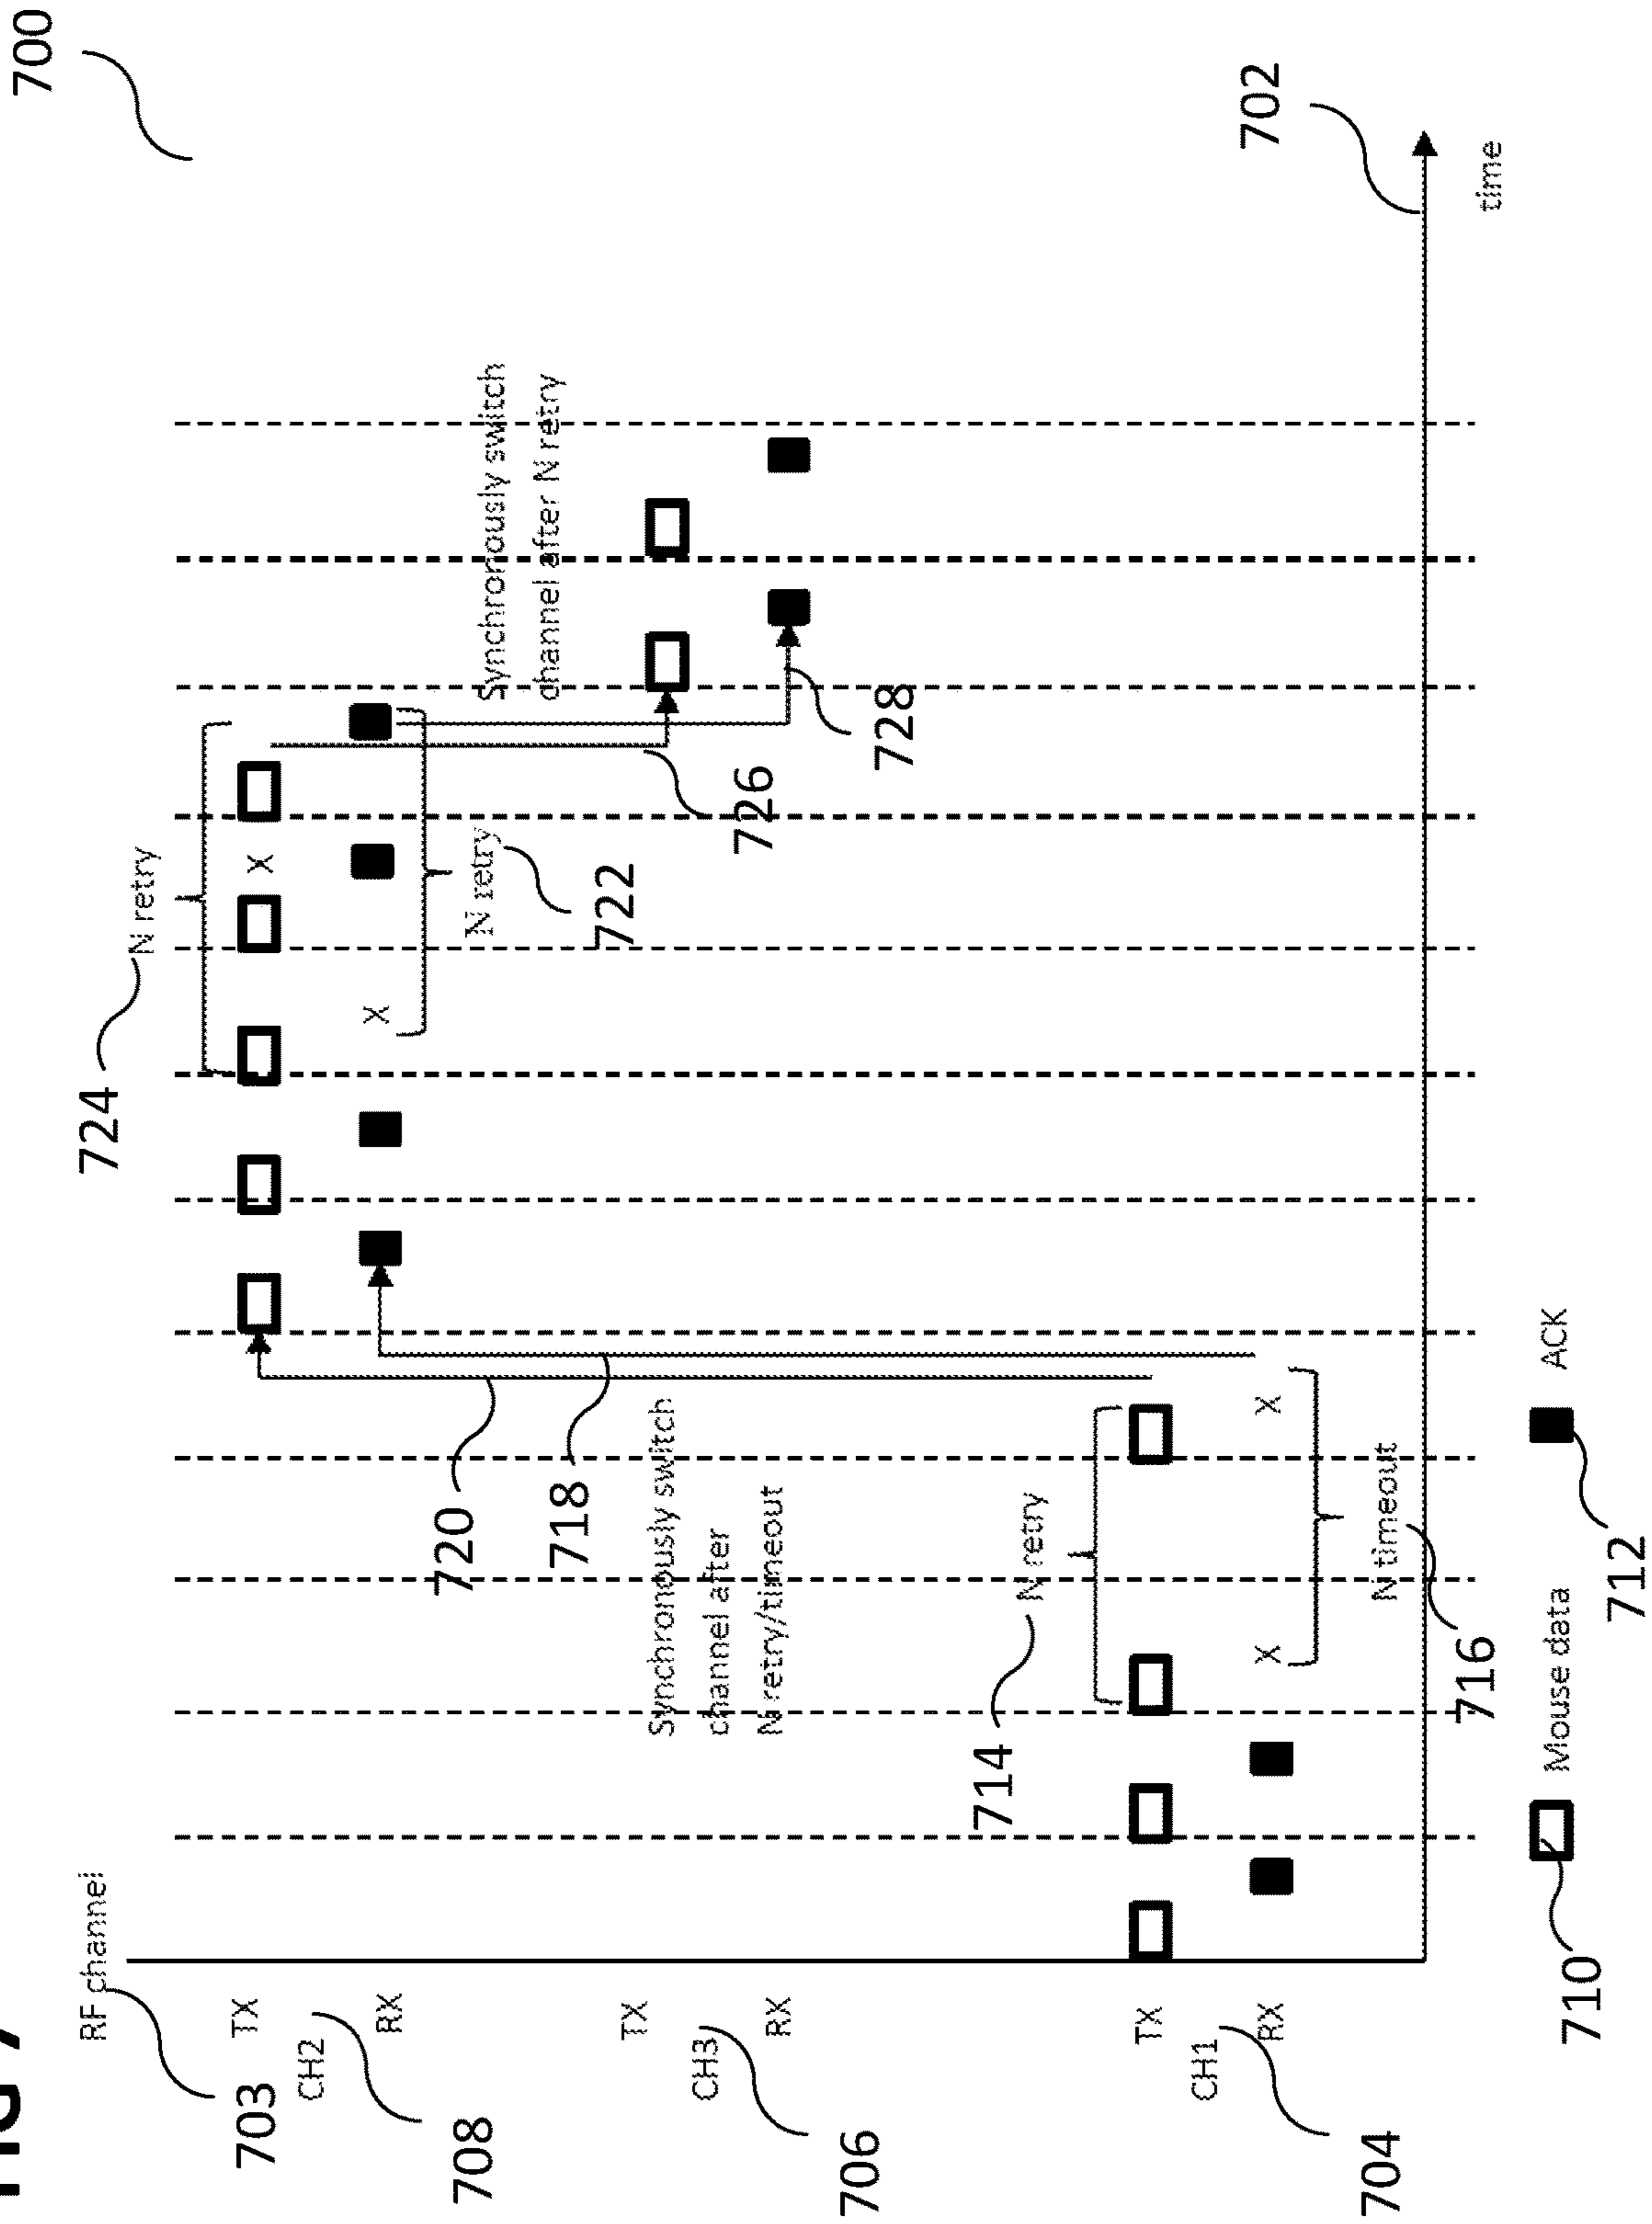 700
RF channel
703
724
N retry
TX
CH2
RX
708
X
X
N retry
722
Synchronously switch
channel after N retry
720
718
Synchronously switch
channel after
N retry/timeout
726
728
TX
CH3
RX
706
714
N retry
TX
CH1
RX
704
X
X
N timeout
716
702
time
710
Mouse data
712
ACK